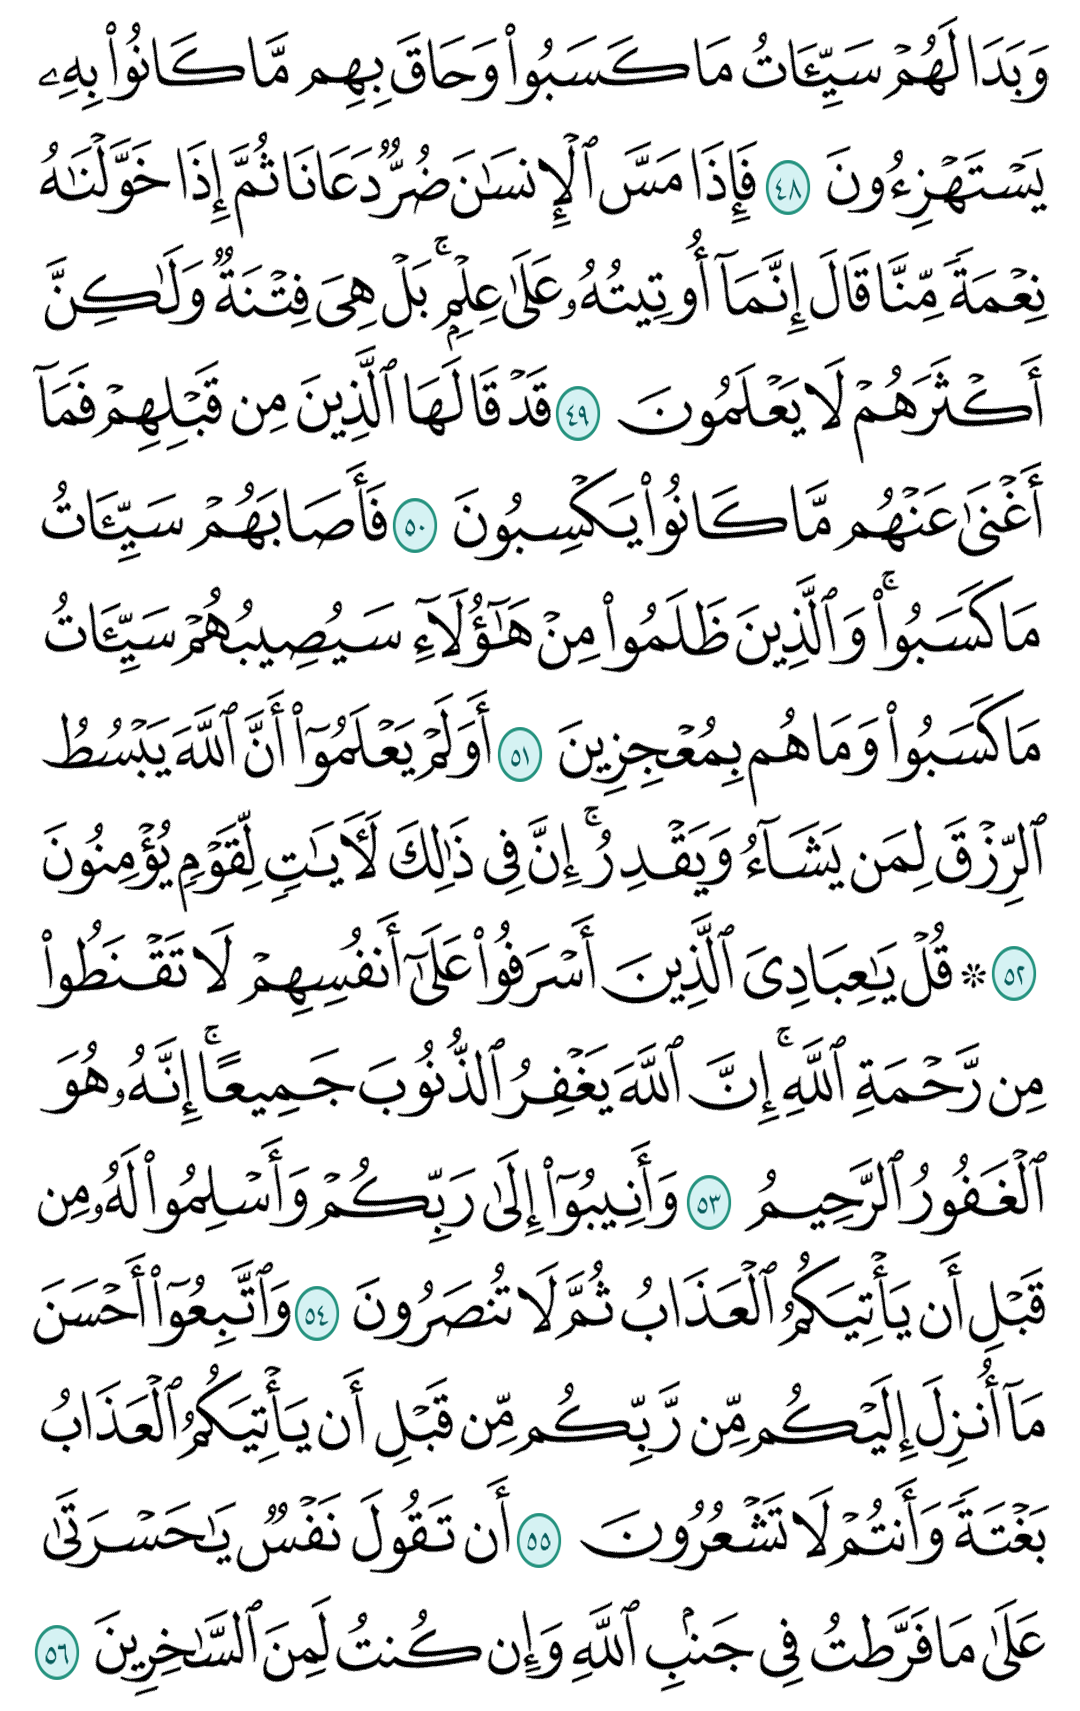 وَبَدَا لَهُمْ سَيِّـَٔاتُ مَا كَسَبُوا۟ وَحَاقَ بِهِم مَّا كَانُوا۟ بِهِۦ
يَسْتَهْزِءُونَ ٤٨ فَإِذَا مَسَّ ٱلْإِنسَـٰنَ ضُرٌّ دَعَانَا ثُمَّ إِذَا خَوَّلْنَـٰهُ
نِعْمَةً مِّنَّا قَالَ إِنَّمَآ أُوتِيتُهُۥ عَلَىٰ عِلْمٍۭ ۚ بَلْ هِىَ فِتْنَةٌ وَلَـٰكِنَّ
أَكْثَرَهُمْ لَا يَعْلَمُونَ ٤٩ قَدْ قَالَهَا ٱلَّذِينَ مِن قَبْلِهِمْ فَمَآ
أَغْنَىٰ عَنْهُم مَّا كَانُوا۟ يَكْسِبُونَ ٥٠ فَأَصَابَهُمْ سَيِّـَٔاتُ
مَا كَسَبُوا۟ ۚ وَٱلَّذِينَ ظَلَمُوا۟ مِنْ هَـٰٓؤُلَآءِ سَيُصِيبُهُمْ سَيِّـَٔاتُ
مَا كَسَبُوا۟ وَمَا هُم بِمُعْجِزِينَ ٥١ أَوَلَمْ يَعْلَمُوٓا۟ أَنَّ ٱللَّهَ يَبْسُطُ
ٱلرِّزْقَ لِمَن يَشَآءُ وَيَقْدِرُ ۚ إِنَّ فِى ذَٰلِكَ لَـَٔايَـٰتٍ لِّقَوْمٍ يُؤْمِنُونَ
٥٢ ۞ قُلْ يَـٰعِبَادِىَ ٱلَّذِينَ أَسْرَفُوا۟ عَلَىٰٓ أَنفُسِهِمْ لَا تَقْنَطُوا۟
مِن رَّحْمَةِ ٱللَّهِ ۚ إِنَّ ٱللَّهَ يَغْفِرُ ٱلذُّنُوبَ جَمِيعًا ۚ إِنَّهُۥ هُوَ
ٱلْغَفُورُ ٱلرَّحِيمُ ٥٣ وَأَنِيبُوٓا۟ إِلَىٰ رَبِّكُمْ وَأَسْلِمُوا۟ لَهُۥ مِن
قَبْلِ أَن يَأْتِيَكُمُ ٱلْعَذَابُ ثُمَّ لَا تُنصَرُونَ ٥٤ وَٱتَّبِعُوٓا۟ أَحْسَنَ
مَآ أُنزِلَ إِلَيْكُم مِّن رَّبِّكُم مِّن قَبْلِ أَن يَأْتِيَكُمُ ٱلْعَذَابُ
بَغْتَةً وَأَنتُمْ لَا تَشْعُرُونَ ٥٥ أَن تَقُولَ نَفْسٌ يَـٰحَسْرَتَىٰ
عَلَىٰ مَا فَرَّطتُ فِى جَنۢبِ ٱللَّهِ وَإِن كُنتُ لَمِنَ ٱلسَّـٰخِرِينَ ٥٦